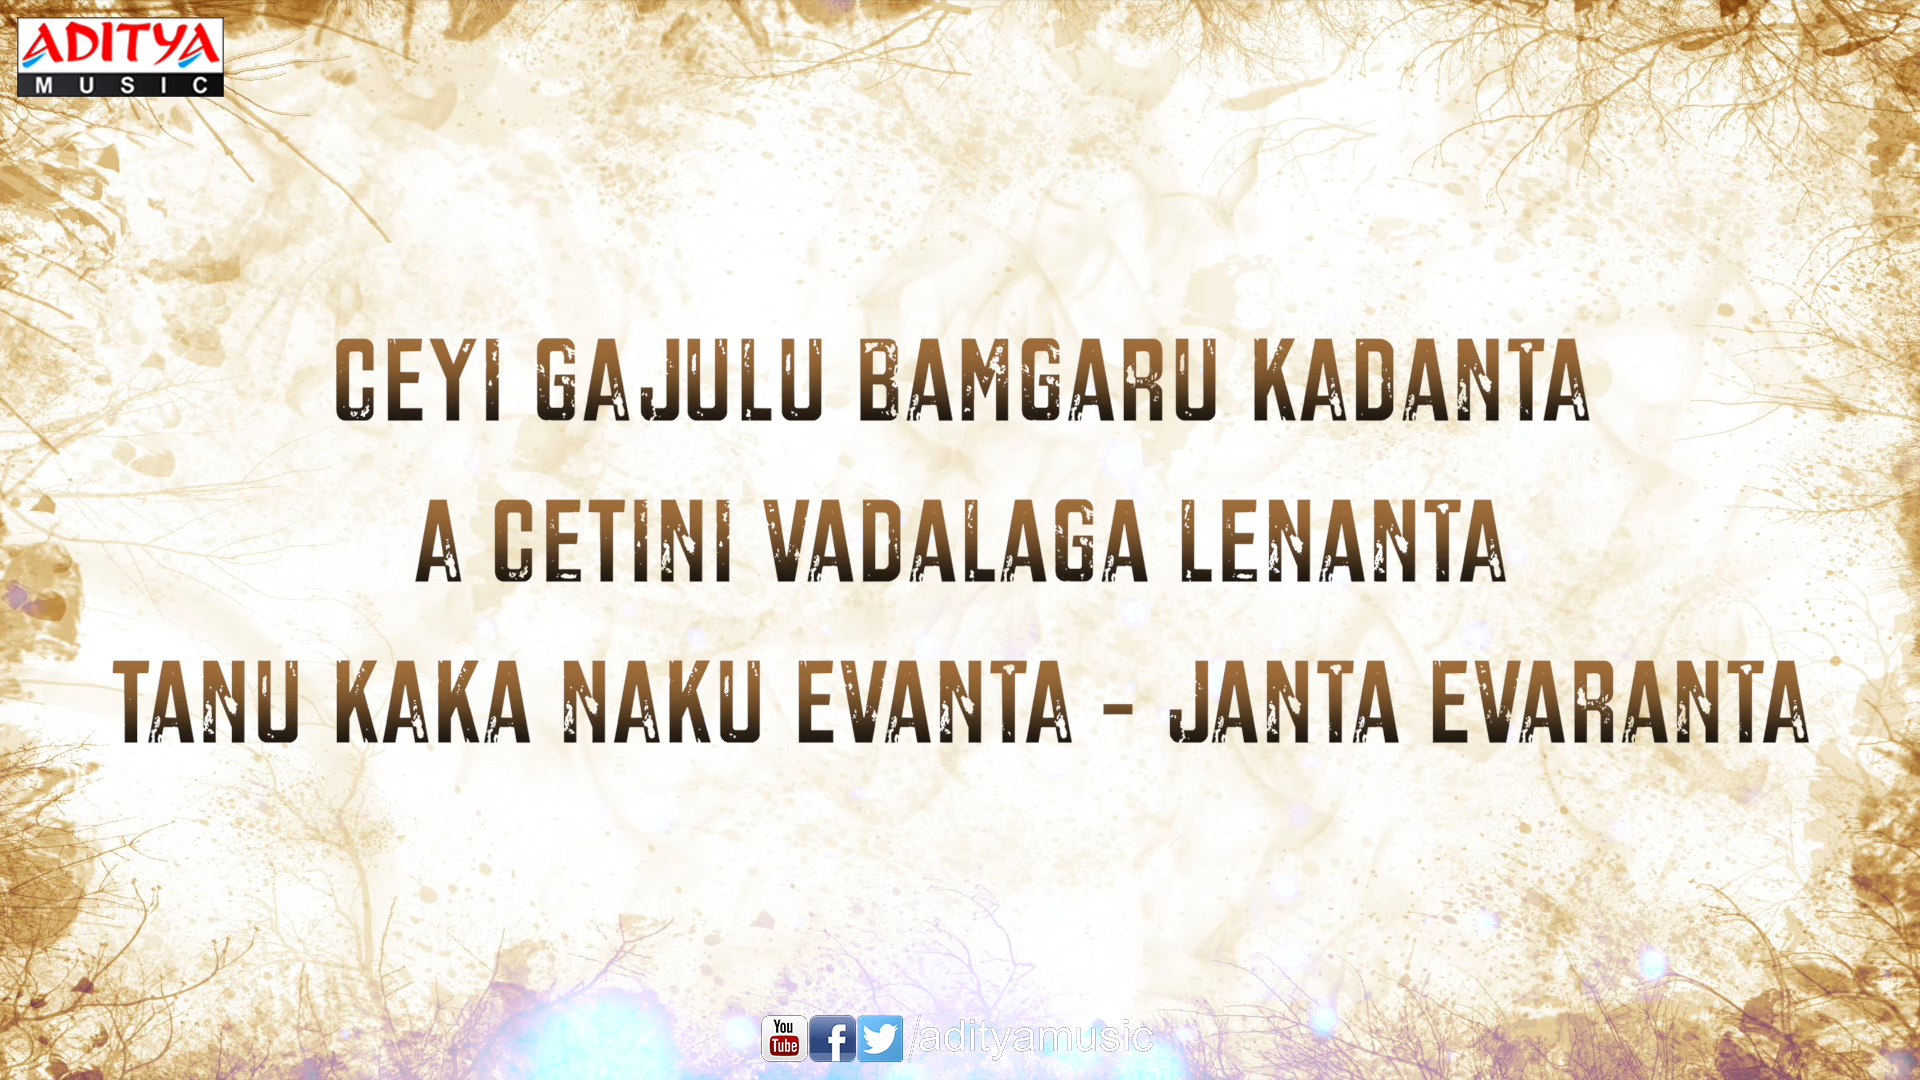 ADITYA
MUSIC
CEYI GAJULU BAMGARU KADANTA
A CETINI VADALAGA LENANTA
TANU KAKA NAKU EVANTA - JANTA EVARANTA
You Tube f /adityamusic